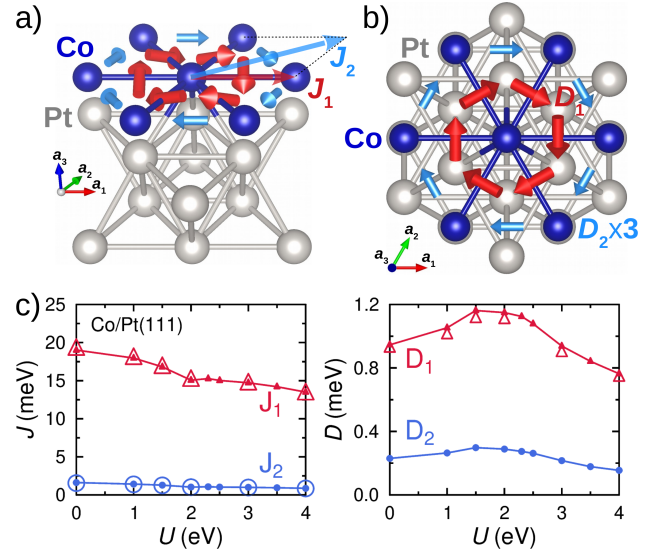 a)
Co
J₂
J₁
Pt
a₃
a₂
a₁
b)
Pt
D₁
Co
D₂x3
a₂
a₃
a₁
c)
25
20
15
10
5
0
J (meV)
Co/Pt(111)
J₁
J₂
0 1 2 3 4
U (eV)
1.2
0.8
0.4
0.0
D (meV)
D₁
D₂
0 1 2 3 4
U (eV)